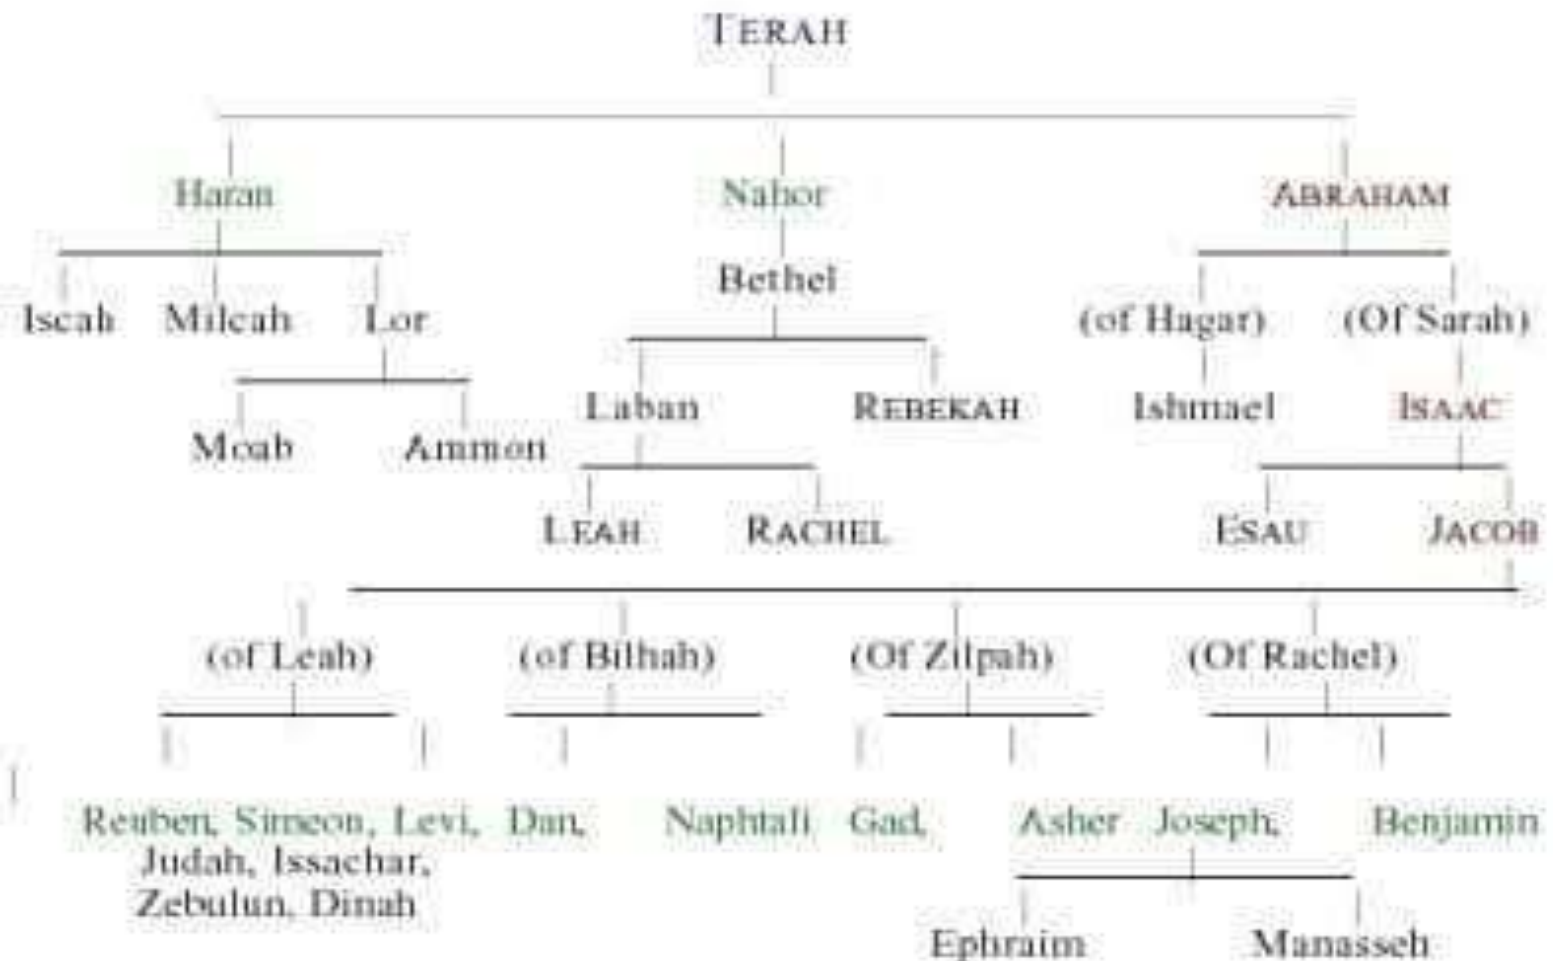 TERAH
Haran Nahor ABRAHAM
Bethel
Iscah Milcah Lor (of Hagar) (Of Sarah)
Laban REBEKAH Ishmael ISAAC
Moab Ammon
LEAH RACHEL ESAU JACOB
(of Leah) (of Bilhah) (Of Zilpah) (Of Rachel)
Reuben, Simeon, Levi, Dan, Naphtali Gad, Asher Joseph, Benjamin
Judah, Issachar,
Zebulun, Dinah
Ephraim Manasseh